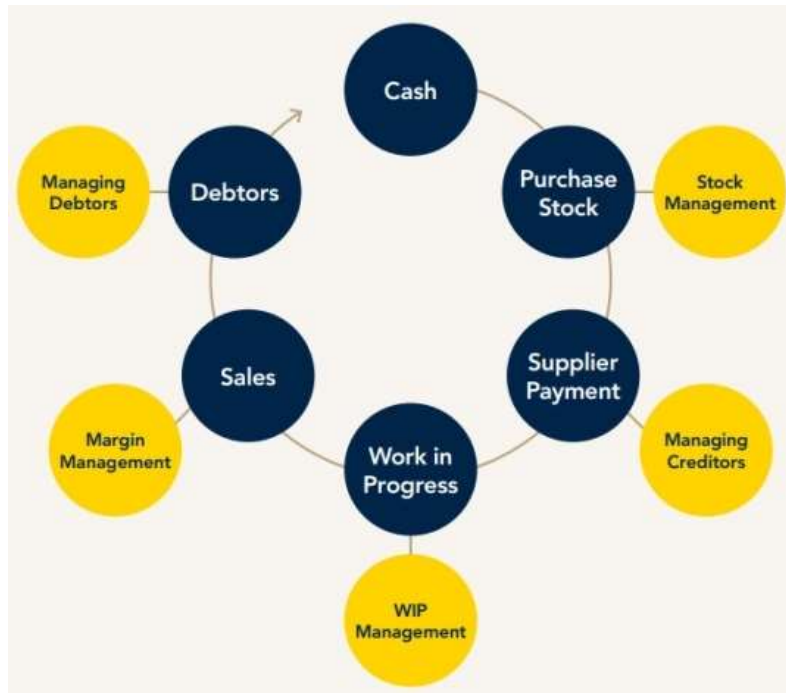 Cash
Purchase
Stock
Stock
Management
Supplier
Payment
Managing
Creditors
Work in
Progress
WIP
Management
Sales
Margin
Management
Debtors
Managing
Debtors